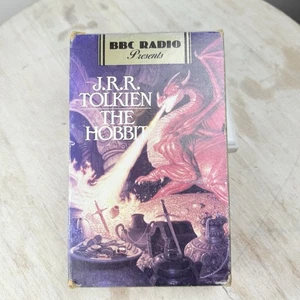 BBC RADIO
Presents
J.R.R.
TOLKIEN
THE HOBBIT